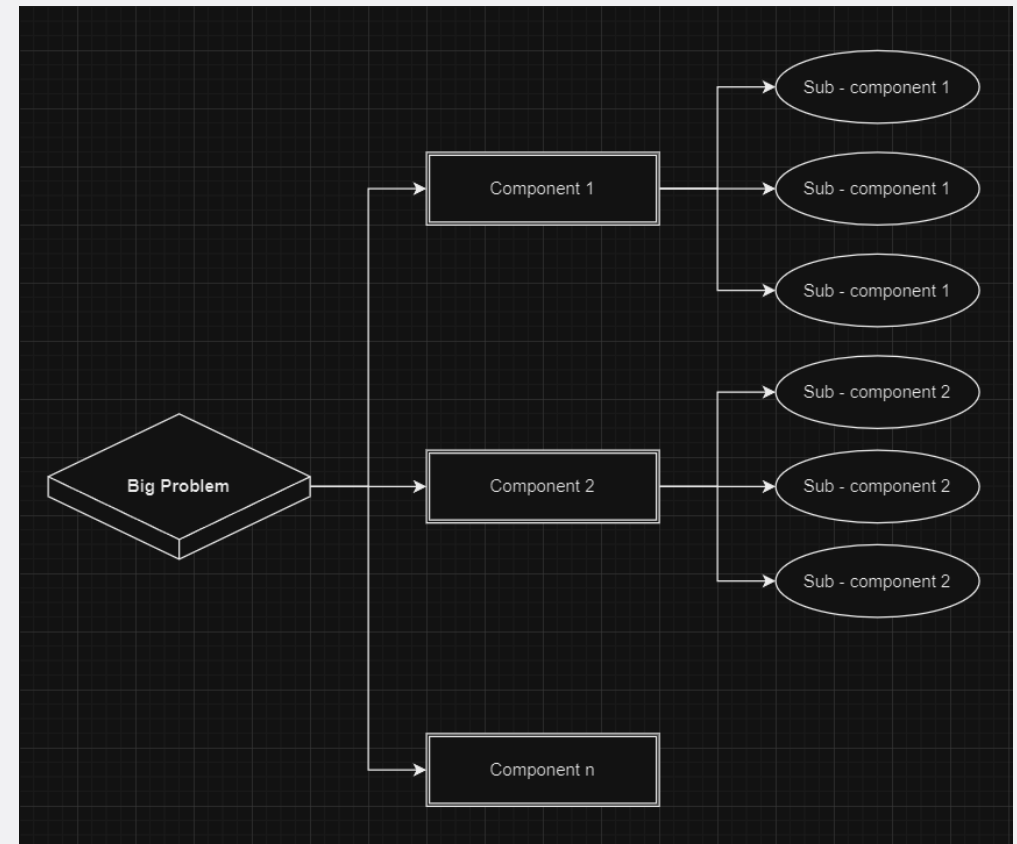 Sub - component 1
Component 1
Sub - component 1
Sub - component 1
Sub - component 2
Big Problem
Component 2
Sub - component 2
Sub - component 2
Component n